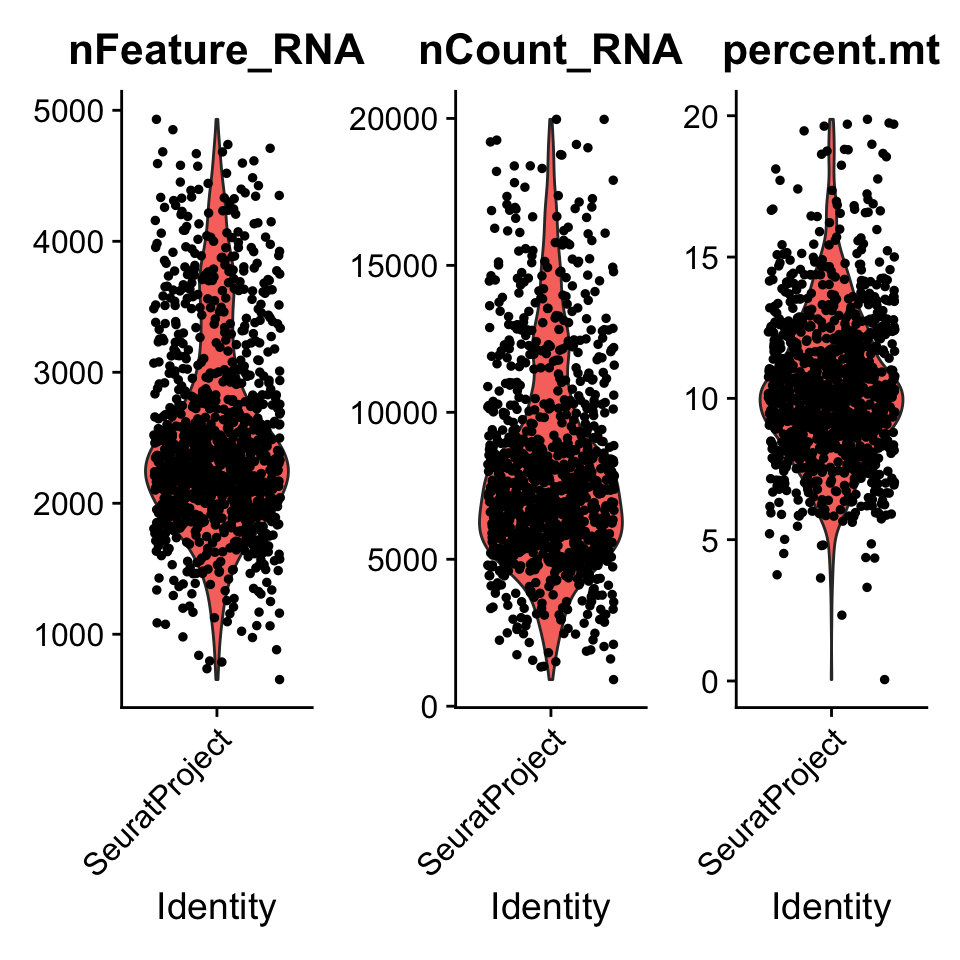 nFeature_RNA
5000
4000
3000
2000
1000
SeuratProject
Identity
nCount_RNA
20000
15000
10000
5000
0
SeuratProject
Identity
percent.mt
20
15
10
5
0
SeuratProject
Identity